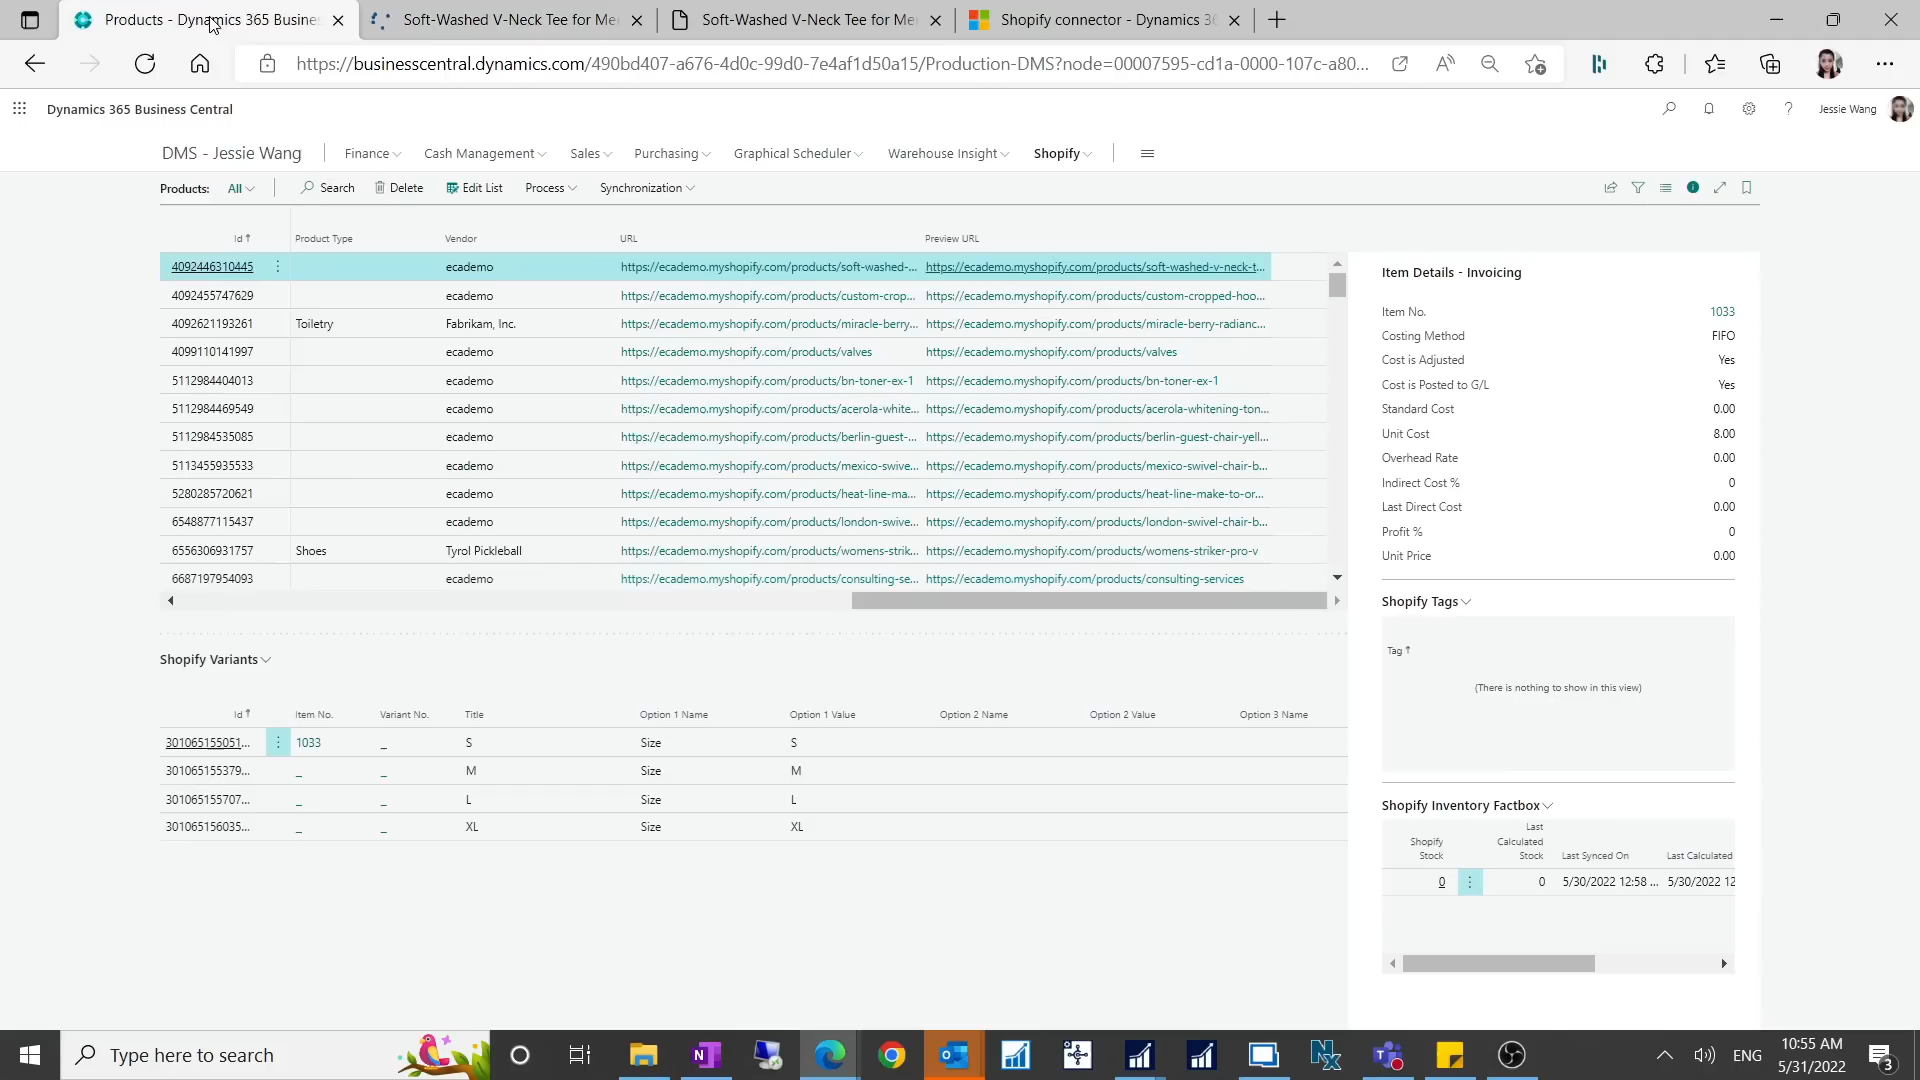 Products - Dynamics 365 Busine
Soft-Washed V-Neck Tee for Me
Soft-Washed V-Neck Tee for Me
Shopify connector - Dynamics 36
https://businesscentral.dynamics.com/490bd407-a676-4d0c-99d0-7e4af1d50a15/Production-DMS?node=00007595-cd1a-0000-107c-a80...
Dynamics 365 Business Central
Jessie Wang
DMS - Jessie Wang
Finance
Cash Management
Sales
Purchasing
Graphical Scheduler
Warehouse Insight
Shopify
Products: All
Search
Delete
Edit List
Process
Synchronization
Id ↑ Product Type Vendor URL Preview URL
4092446310445 ecademo https://ecademo.myshopify.com/products/soft-washed-... https://ecademo.myshopify.com/products/soft-washed-v-neck-t...
4092455747629 ecademo https://ecademo.myshopify.com/products/custom-crop... https://ecademo.myshopify.com/products/custom-cropped-hoo...
4092621193261 Toiletry Fabrikam, Inc. https://ecademo.myshopify.com/products/miracle-berry... https://ecademo.myshopify.com/products/miracle-berry-radianc...
4099110141997 ecademo https://ecademo.myshopify.com/products/valves https://ecademo.myshopify.com/products/valves
5112984404013 ecademo https://ecademo.myshopify.com/products/bn-toner-ex-1 https://ecademo.myshopify.com/products/bn-toner-ex-1
5112984469549 ecademo https://ecademo.myshopify.com/products/acerola-white... https://ecademo.myshopify.com/products/acerola-whitening-ton...
5112984535085 ecademo https://ecademo.myshopify.com/products/berlin-guest-... https://ecademo.myshopify.com/products/berlin-guest-chair-yell...
5113455935533 ecademo https://ecademo.myshopify.com/products/mexico-swive... https://ecademo.myshopify.com/products/mexico-swivel-chair-b...
5280285720621 ecademo https://ecademo.myshopify.com/products/heat-line-ma... https://ecademo.myshopify.com/products/heat-line-make-to-or...
6548877115437 ecademo https://ecademo.myshopify.com/products/london-swive... https://ecademo.myshopify.com/products/london-swivel-chair-b...
6556306931757 Shoes Tyrol Pickleball https://ecademo.myshopify.com/products/womens-strik... https://ecademo.myshopify.com/products/womens-striker-pro-v
6687197954093 ecademo https://ecademo.myshopify.com/products/consulting-se... https://ecademo.myshopify.com/products/consulting-services
Shopify Variants
Id ↑ Item No. Variant No. Title Option 1 Name Option 1 Value Option 2 Name Option 2 Value Option 3 Name
301065155051... 1033 _ S Size S
301065155379... _ _ M Size M
301065155707... _ _ L Size L
301065156035... _ _ XL Size XL
Item Details - Invoicing
Item No. 1033
Costing Method FIFO
Cost is Adjusted Yes
Cost is Posted to G/L Yes
Standard Cost 0.00
Unit Cost 8.00
Overhead Rate 0.00
Indirect Cost % 0
Last Direct Cost 0.00
Profit % 0
Unit Price 0.00
Shopify Tags
Tag ↑
(There is nothing to show in this view)
Shopify Inventory Factbox
Shopify Stock Last Calculated Stock Last Synced On Last Calculated
0 0 5/30/2022 12:58 ... 5/30/2022 12
Type here to search
ENG
10:55 AM
5/31/2022
3